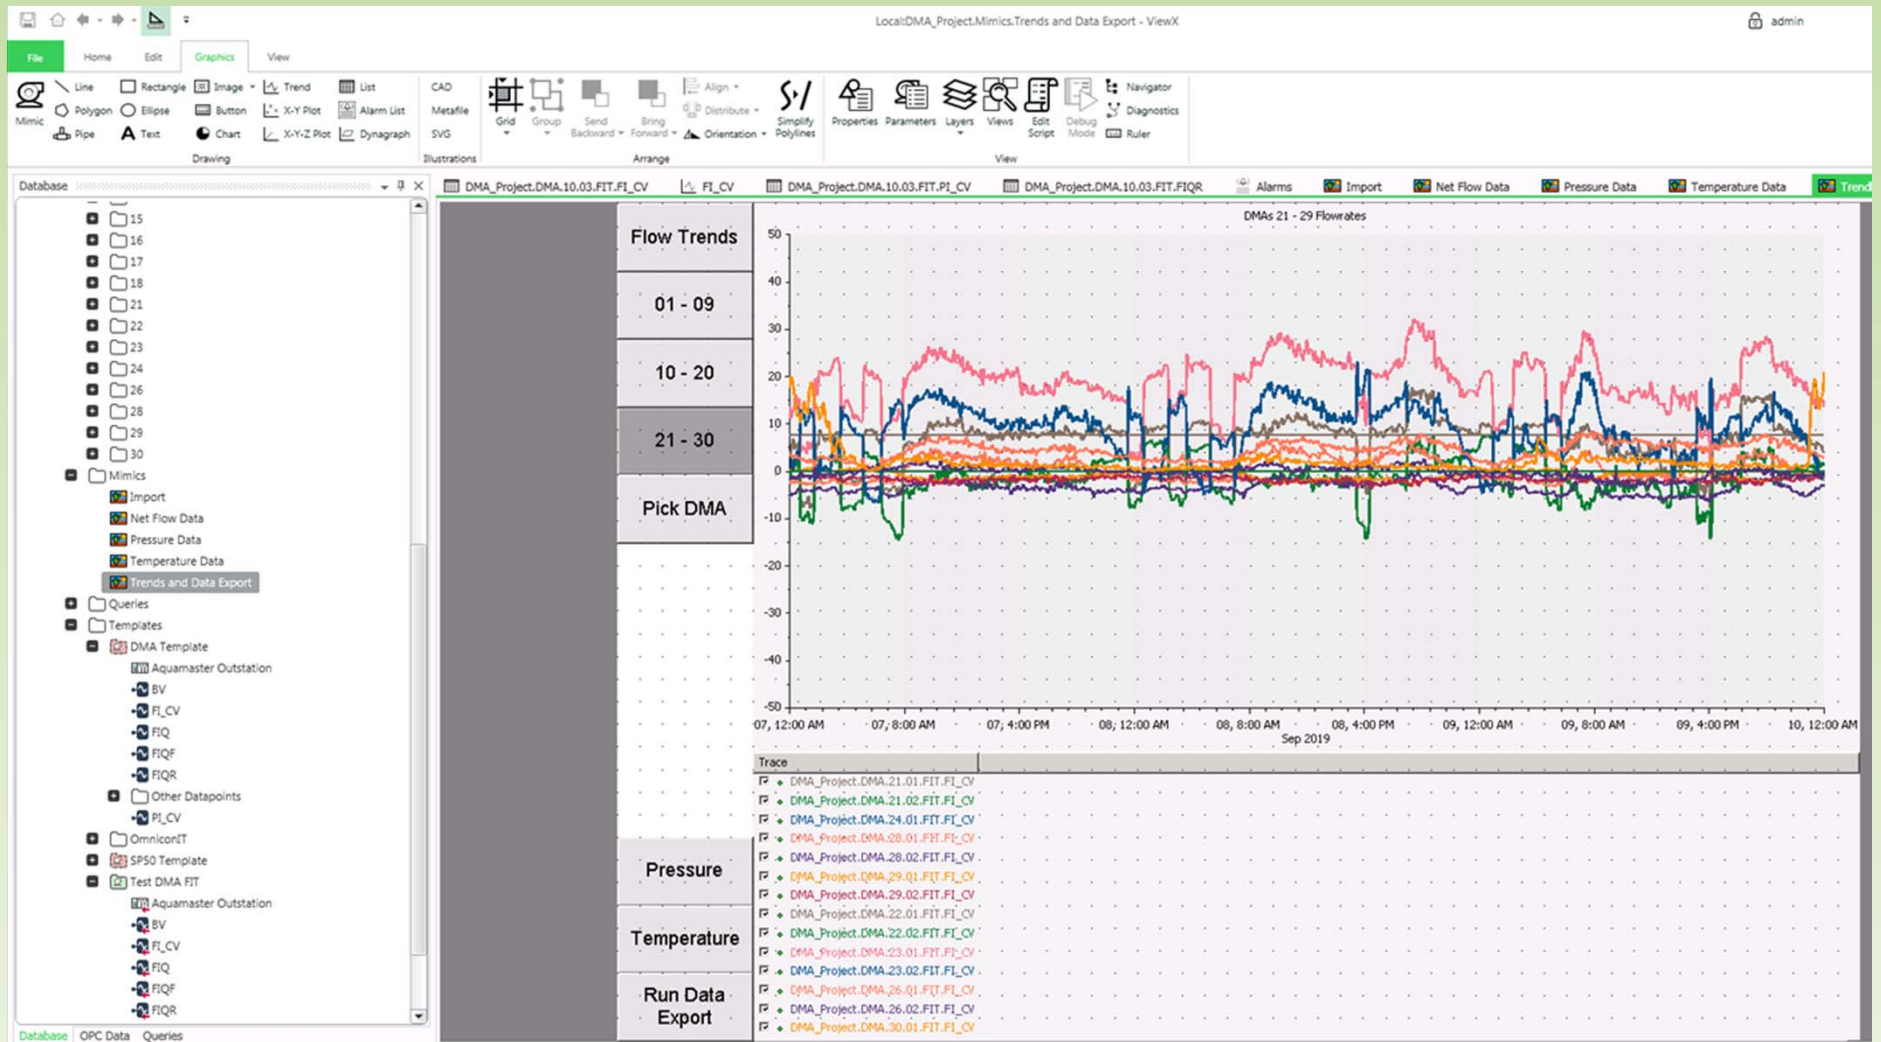 Local:DMA_Project.Mimics.Trends and Data Export - ViewX
admin
File Home Edit Graphics View
Mimic
Line
Polygon
Pipe
Rectangle
Ellipse
Text
Image
Button
Chart
Trend
X-Y Plot
X-Y-Z Plot
List
Alarm List
Dynagraph
Drawing
CAD
Metafile
SVG
Illustrations
Grid
Group
Send Backward
Bring Forward
Align
Distribute
Orientation
Simplify Polylines
Arrange
Properties
Parameters
Layers
Views
Edit Script
Debug Mode
Navigator
Diagnostics
Ruler
View
Database
DMA_Project.DMA.10.03.FIT.FI_CV FI_CV DMA_Project.DMA.10.03.FIT.PI_CV DMA_Project.DMA.10.03.FIT.FIQR Alarms Import Net Flow Data Pressure Data Temperature Data Trend
15
16
17
18
21
22
23
24
26
28
29
30
Mimics
Import
Net Flow Data
Pressure Data
Temperature Data
Trends and Data Export
Queries
Templates
DMA Template
Aquamaster Outstation
BV
FI_CV
FIQ
FIQF
FIQR
Other Datapoints
PI_CV
OmniconIT
SP50 Template
Test DMA FIT
Aquamaster Outstation
BV
FI_CV
FIQ
FIQF
FIQR
Database OPC Data Queries
Flow Trends
01 - 09
10 - 20
21 - 30
Pick DMA
Pressure
Temperature
Run Data
Export
DMAs 21 - 29 Flowrates
50
40
30
20
10
0
-10
-20
-30
-40
-50
07, 12:00 AM 07, 8:00 AM 07, 4:00 PM 08, 12:00 AM 08, 8:00 AM 08, 4:00 PM 09, 12:00 AM 09, 8:00 AM 09, 4:00 PM 10, 12:00 AM
Sep 2019
Trace
DMA_Project.DMA.21.01.FIT.FI_CV
DMA_Project.DMA.21.02.FIT.FI_CV
DMA_Project.DMA.24.01.FIT.FI_CV
DMA_Project.DMA.28.01.FIT.FI_CV
DMA_Project.DMA.28.02.FIT.FI_CV
DMA_Project.DMA.29.01.FIT.FI_CV
DMA_Project.DMA.29.02.FIT.FI_CV
DMA_Project.DMA.22.01.FIT.FI_CV
DMA_Project.DMA.22.02.FIT.FI_CV
DMA_Project.DMA.23.01.FIT.FI_CV
DMA_Project.DMA.23.02.FIT.FI_CV
DMA_Project.DMA.26.01.FIT.FI_CV
DMA_Project.DMA.26.02.FIT.FI_CV
DMA_Project.DMA.30.01.FIT.FI_CV